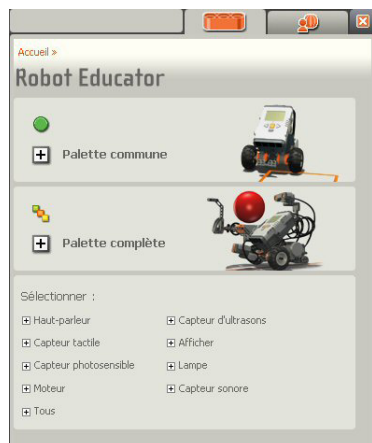 Accueil »
Robot Educator
Palette commune
Palette complète
Sélectionner :
Haut-parleur
Capteur d'ultrasons
Capteur tactile
Afficher
Capteur photosensible
Lampe
Moteur
Capteur sonore
Tous